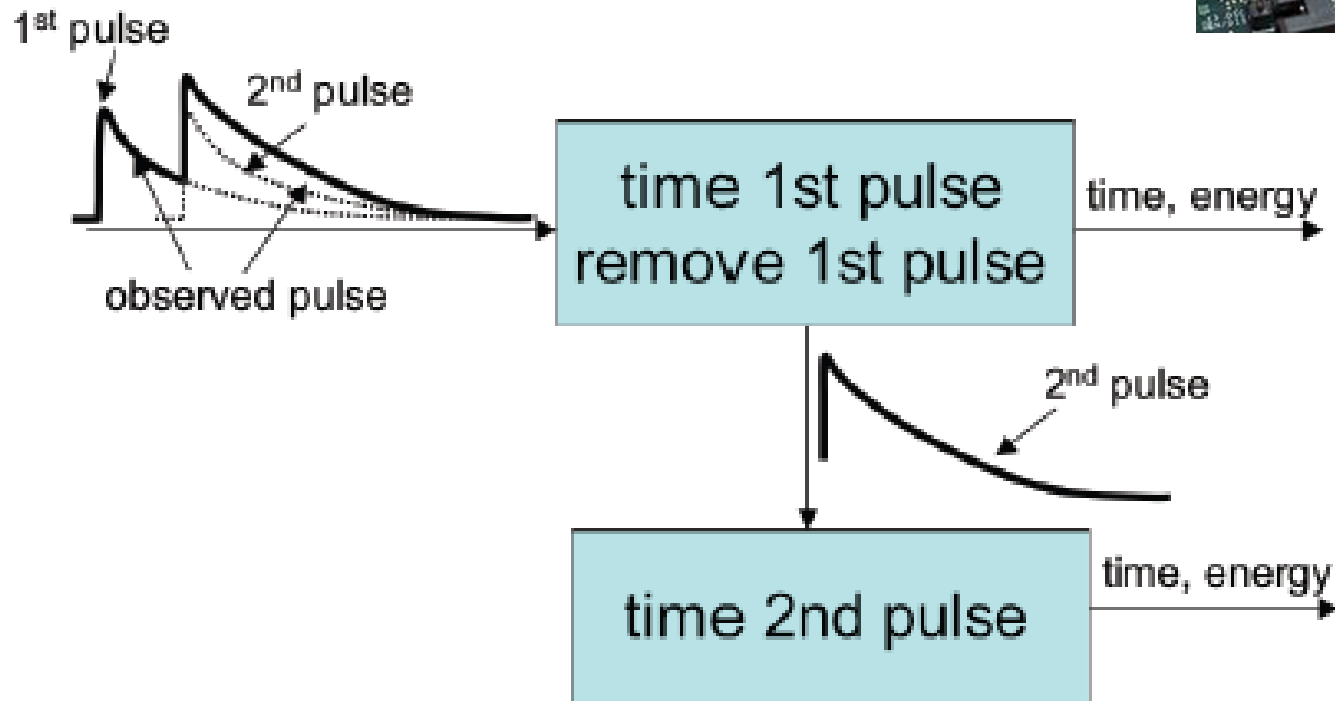 1st pulse
2nd pulse
observed pulse
time 1st pulse
remove 1st pulse
time, energy
2nd pulse
time 2nd pulse
time, energy